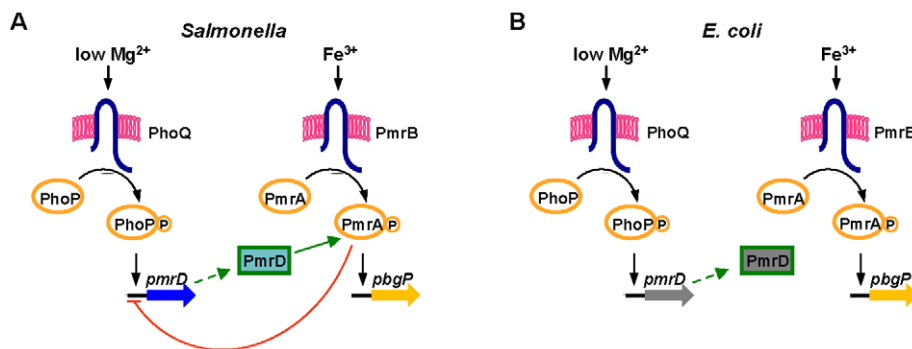 A
Salmonella
low Mg2+
Fe3+
PhoQ
PmrB
PhoP
PhoP P
PmrA
PmrA P
PmrD
pmrD
pbgP
B
E. coli
low Mg2+
Fe3+
PhoQ
PmrB
PhoP
PhoP P
PmrA
PmrA P
PmrD
pmrD
pbgP